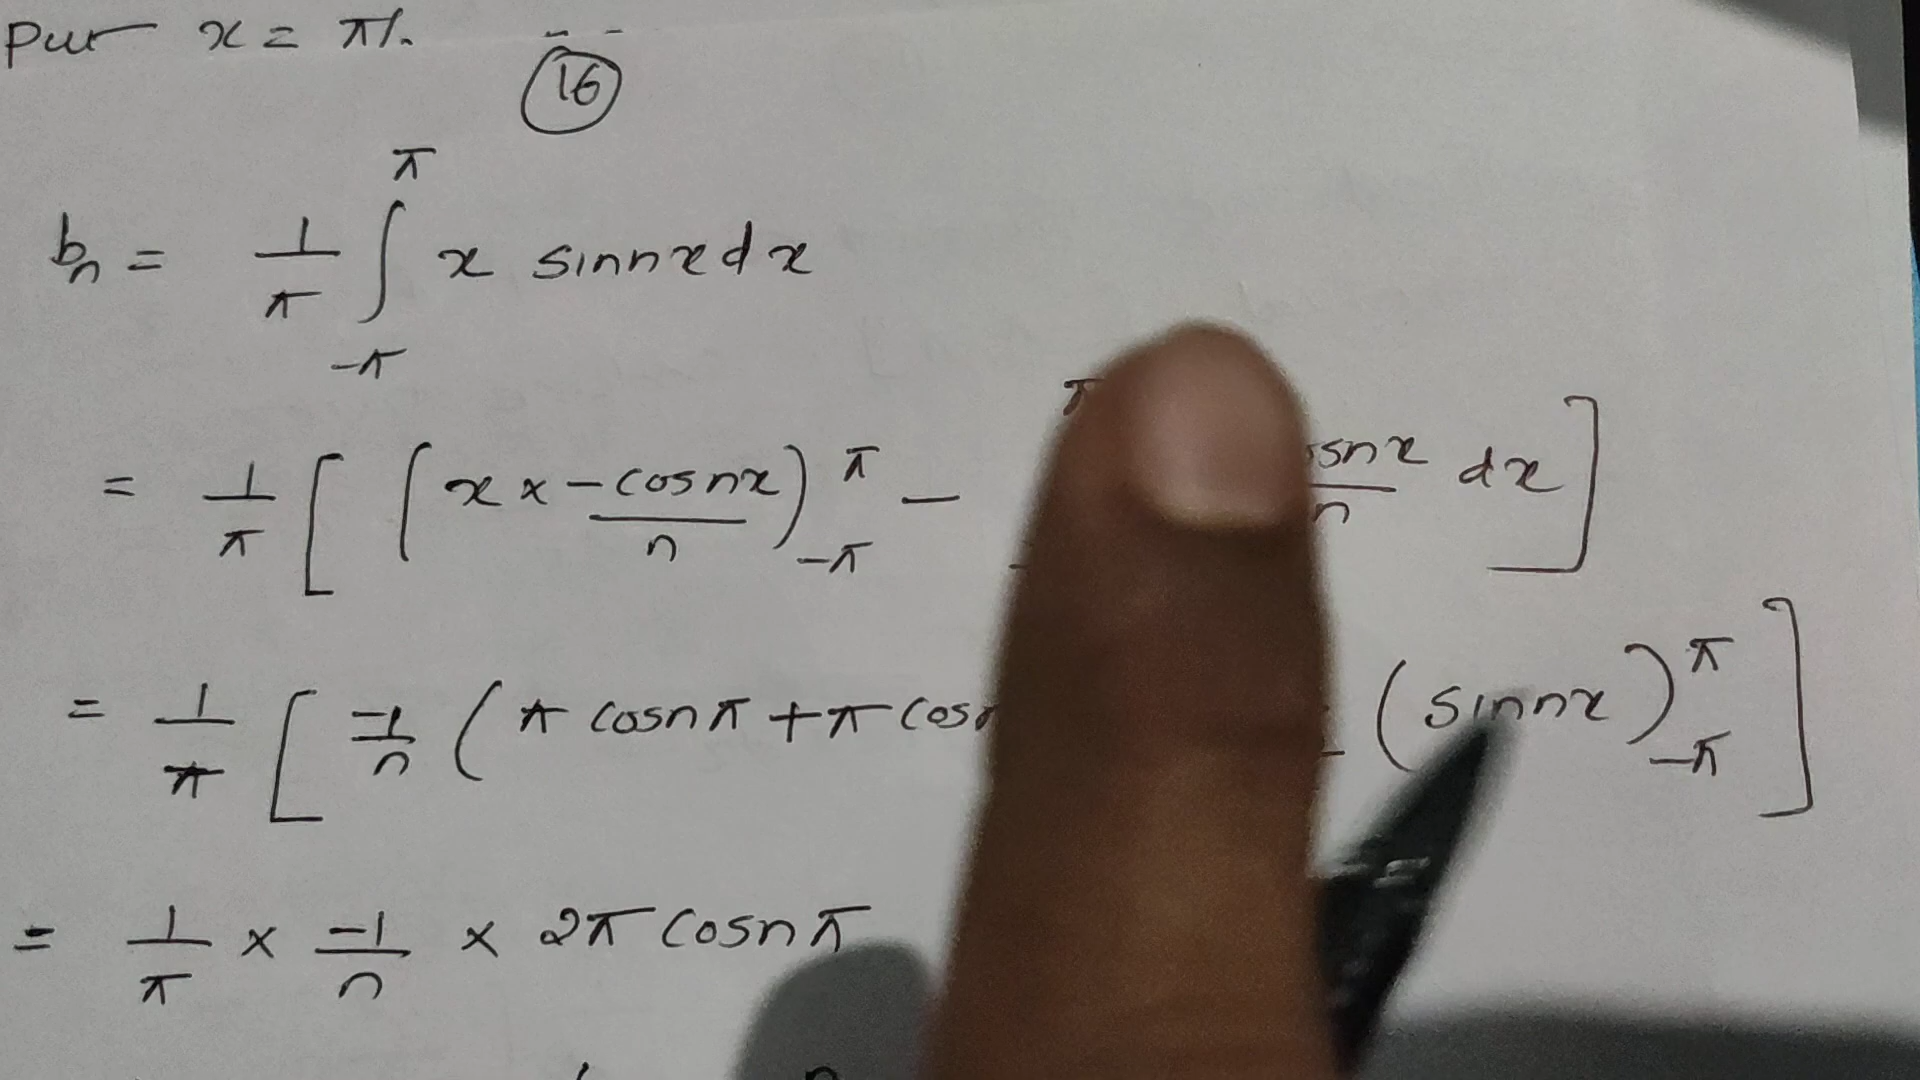 Put x = π/.
16
bn = 1/π ∫_{-π}^{π} x sinnx dx
= 1/π [ (x × -cosnx/n)_{-π}^{π} - π snx/n dx ]
= 1/π [ -1/n (π cosnπ + π cos (sinnx)_{-π}^{π} ]
= 1/π × -1/n × 2π cosnπ